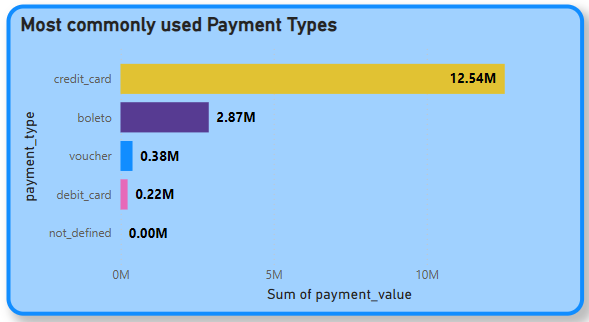 Most commonly used Payment Types
credit_card 12.54M
boleto 2.87M
voucher 0.38M
debit_card 0.22M
not_defined 0.00M
payment_type
0M 5M 10M
Sum of payment_value